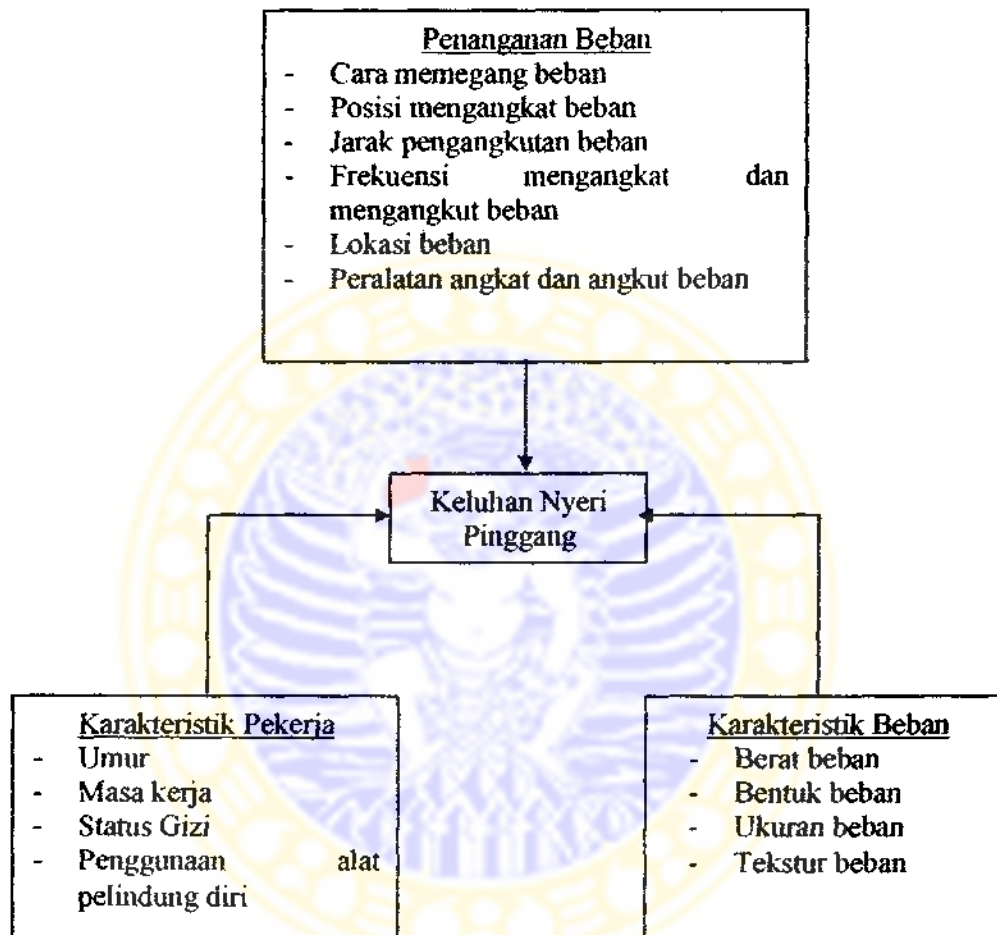 Penanganan Beban
- Cara memegang beban
- Posisi mengangkat beban
- Jarak pengangkutan beban
- Frekuensi mengangkat dan
mengangkut beban
- Lokasi beban
- Peralatan angkat dan angkut beban
Keluhan Nyeri
Pinggang
Karakteristik Pekerja
- Umur
- Masa kerja
- Status Gizi
- Penggunaan alat
pelindung diri
Karakteristik Beban
- Berat beban
- Bentuk beban
- Ukuran beban
- Tekstur beban